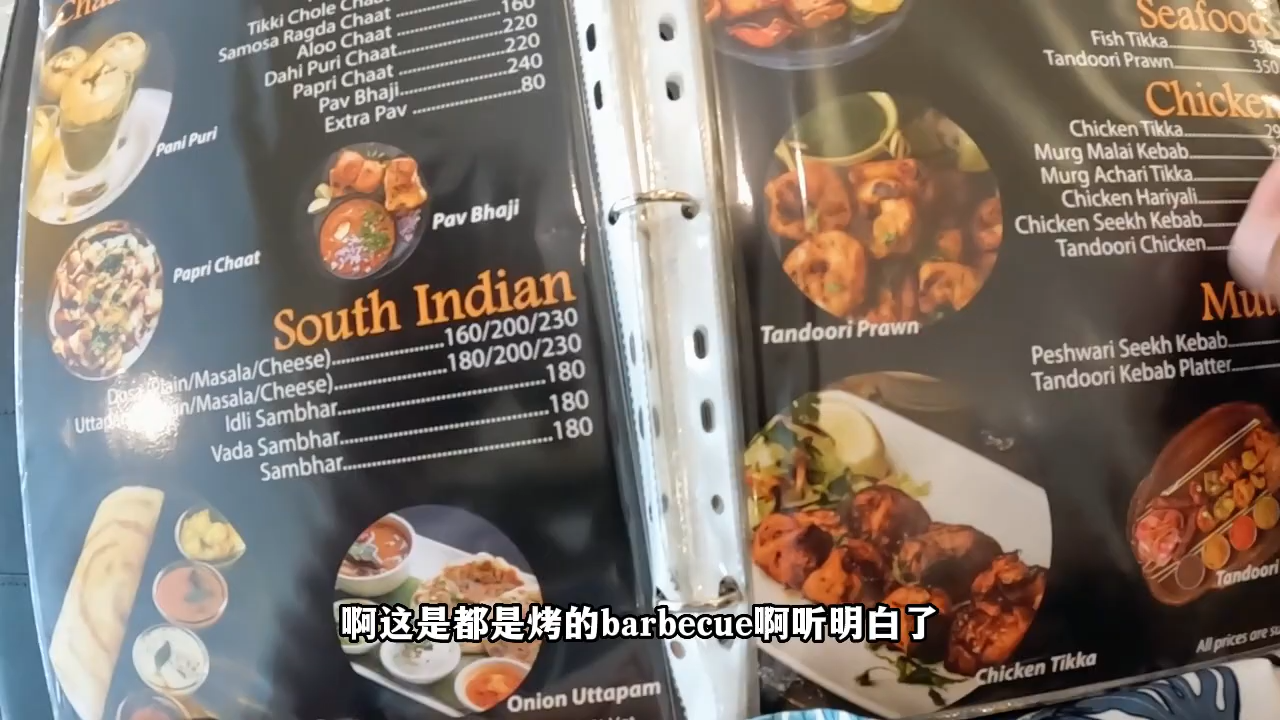 Tikki Chole Chaat
Samosa Ragda Chaat 160
Aloo Chaat 220
Dahi Puri Chaat 220
Papri Chaat 240
Pav Bhaji 80
Extra Pav
Pani Puri
Pav Bhaji
Papri Chaat
South Indian
(Plain/Masala/Cheese) 160/200/230
(Plain/Masala/Cheese) 180/200/230
Idli Sambhar 180
Vada Sambhar 180
Sambhar 180
Onion Uttapam
Seafood
Fish Tikka 350
Tandoori Prawn 350
Chicken
Chicken Tikka
Murg Malai Kebab
Murg Achari Tikka
Chicken Hariyali
Chicken Seekh Kebab
Tandoori Chicken
Tandoori Prawn
Peshwari Seekh Kebab
Tandoori Kebab Platter
Tandoori
Chicken Tikka
All prices are
啊这是都是烤的barbecue啊听明白了